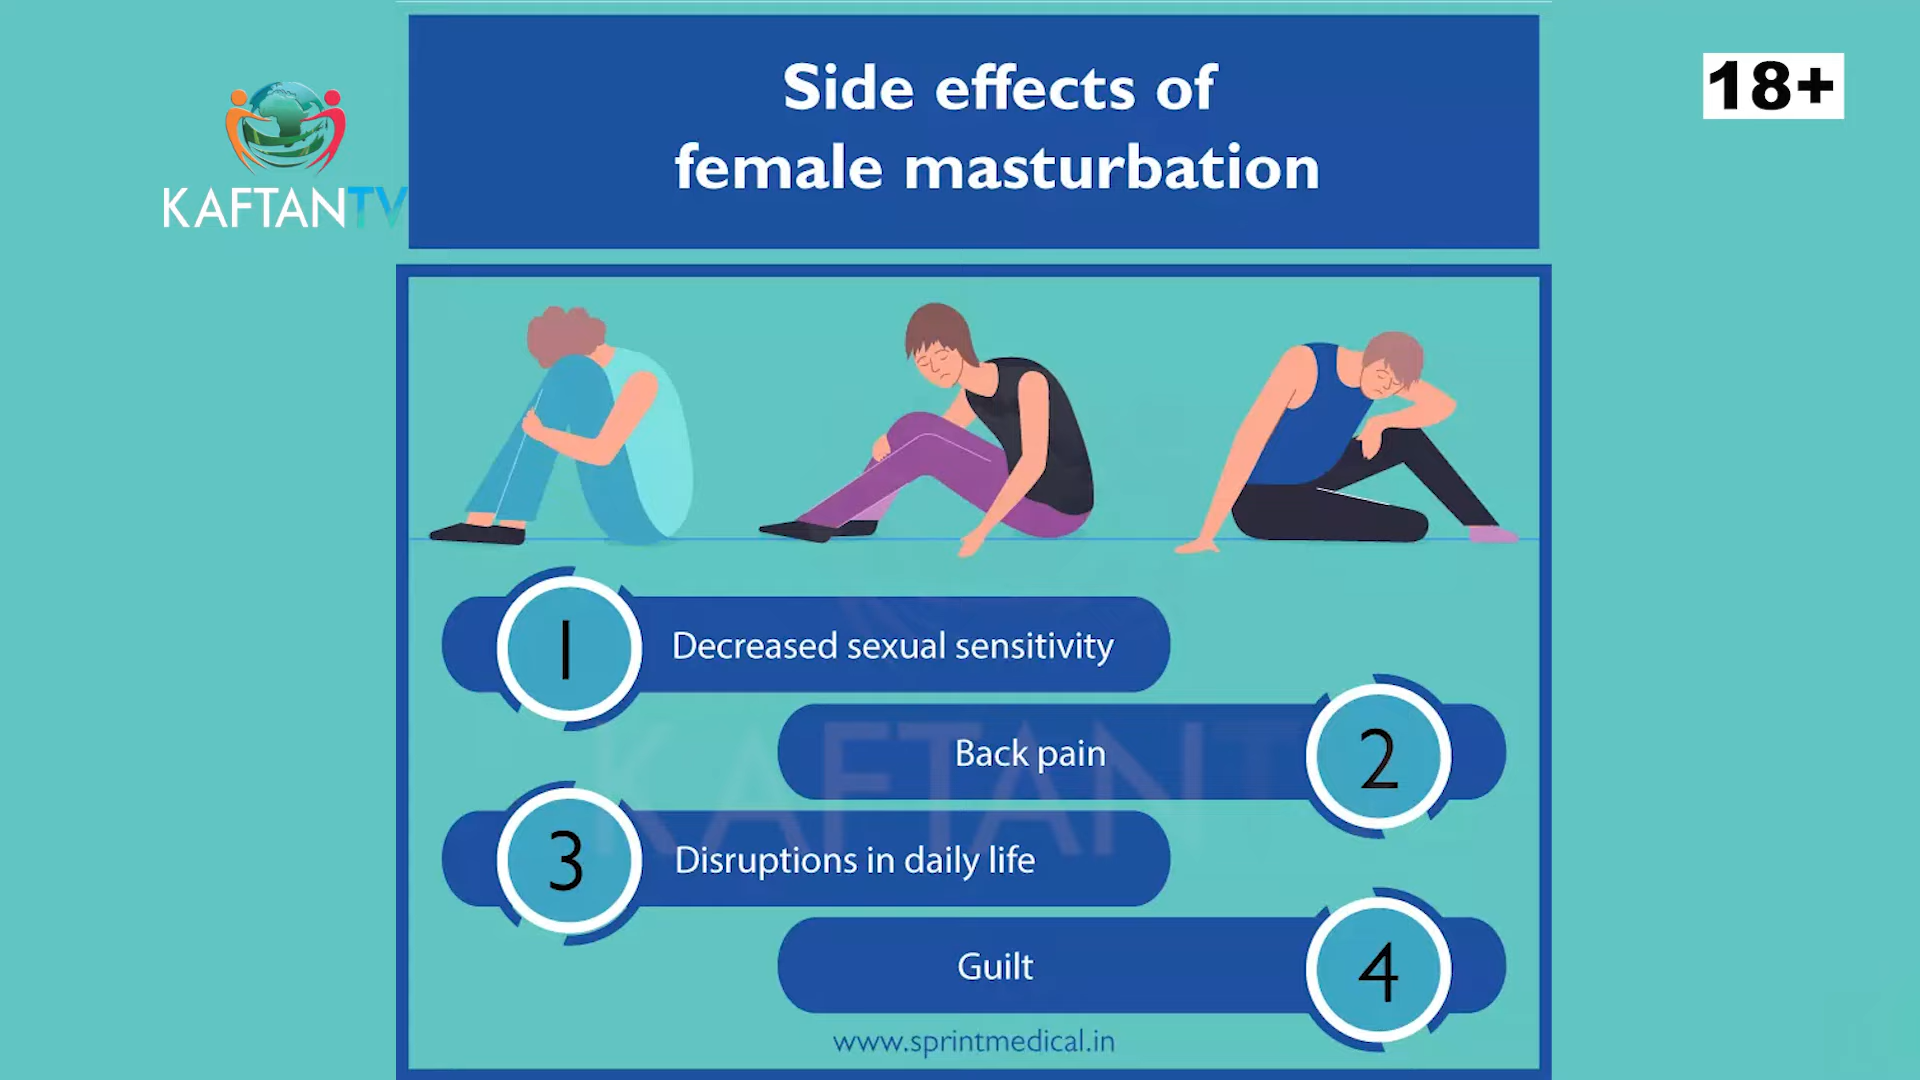 Side effects of
female masturbation
18+
KAFTANTV
1 Decreased sexual sensitivity
Back pain 2
3 Disruptions in daily life
Guilt 4
www.sprintmedical.in
KAFTANT